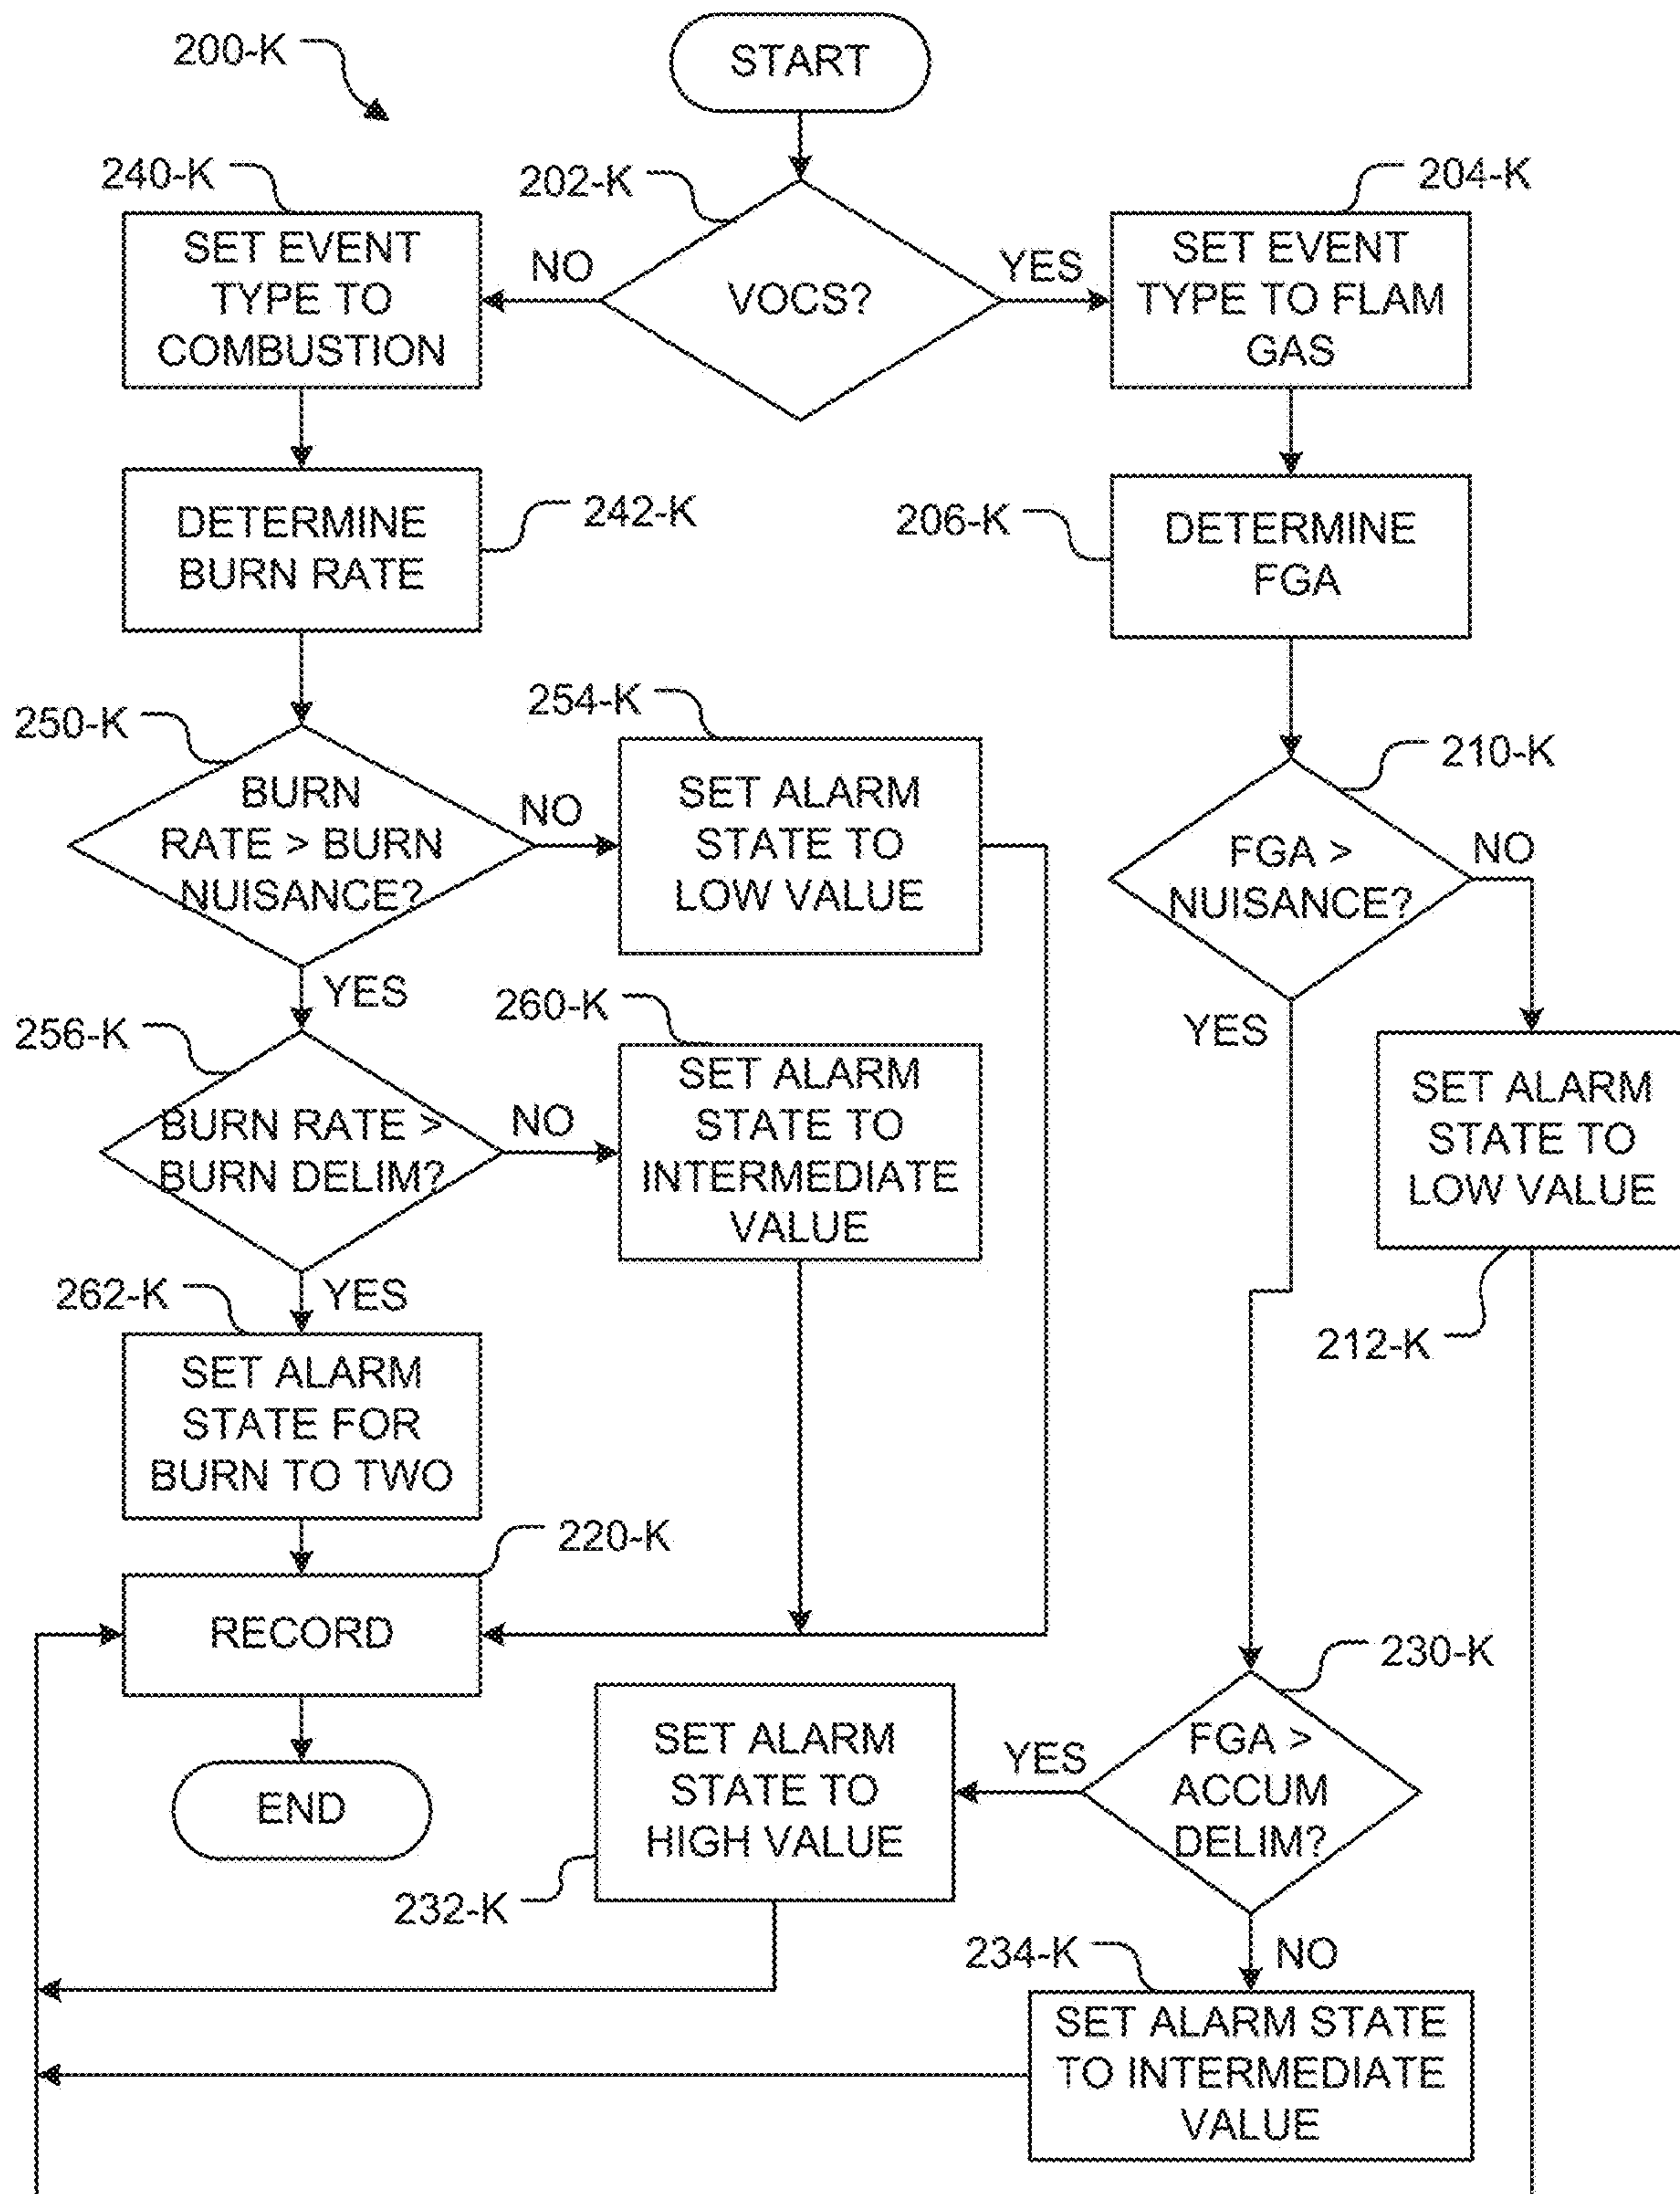 200-K
START
240-K
202-K
204-K
SET EVENT
TYPE TO
COMBUSTION
NO
VOCS?
YES
SET EVENT
TYPE TO FLAM
GAS
DETERMINE
BURN RATE
242-K
206-K
DETERMINE
FGA
250-K
BURN
RATE > BURN
NUISANCE?
NO
254-K
SET ALARM
STATE TO
LOW VALUE
210-K
FGA >
NUISANCE?
NO
YES
YES
256-K
BURN RATE >
BURN DELIM?
NO
260-K
SET ALARM
STATE TO
INTERMEDIATE
VALUE
SET ALARM
STATE TO
LOW VALUE
212-K
YES
262-K
SET ALARM
STATE FOR
BURN TO TWO
220-K
RECORD
END
230-K
FGA >
ACCUM
DELIM?
YES
SET ALARM
STATE TO
HIGH VALUE
232-K
NO
234-K
SET ALARM STATE
TO INTERMEDIATE
VALUE